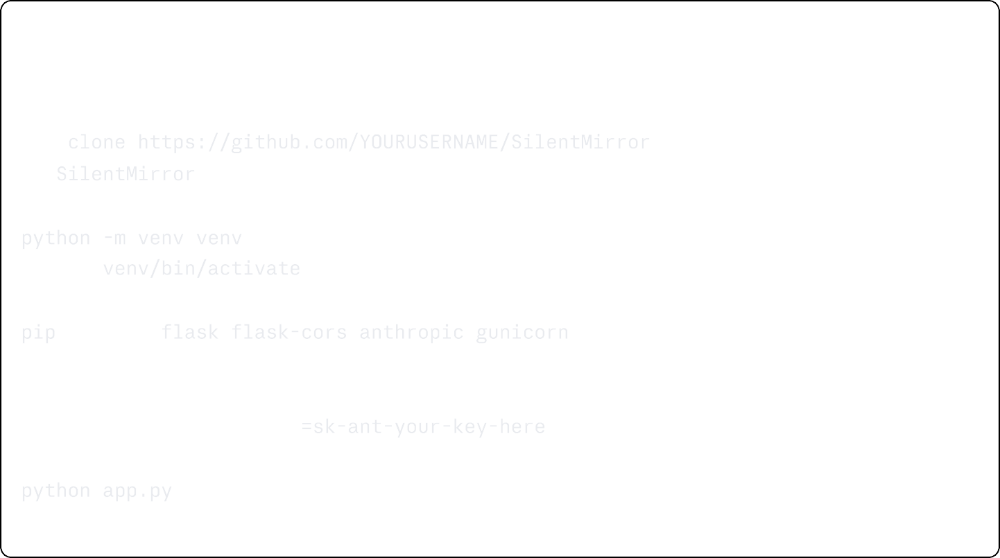 clone https://github.com/YOURUSERNAME/SilentMirror
SilentMirror
python -m venv venv
venv/bin/activate
pip flask flask-cors anthropic gunicorn
=sk-ant-your-key-here
python app.py